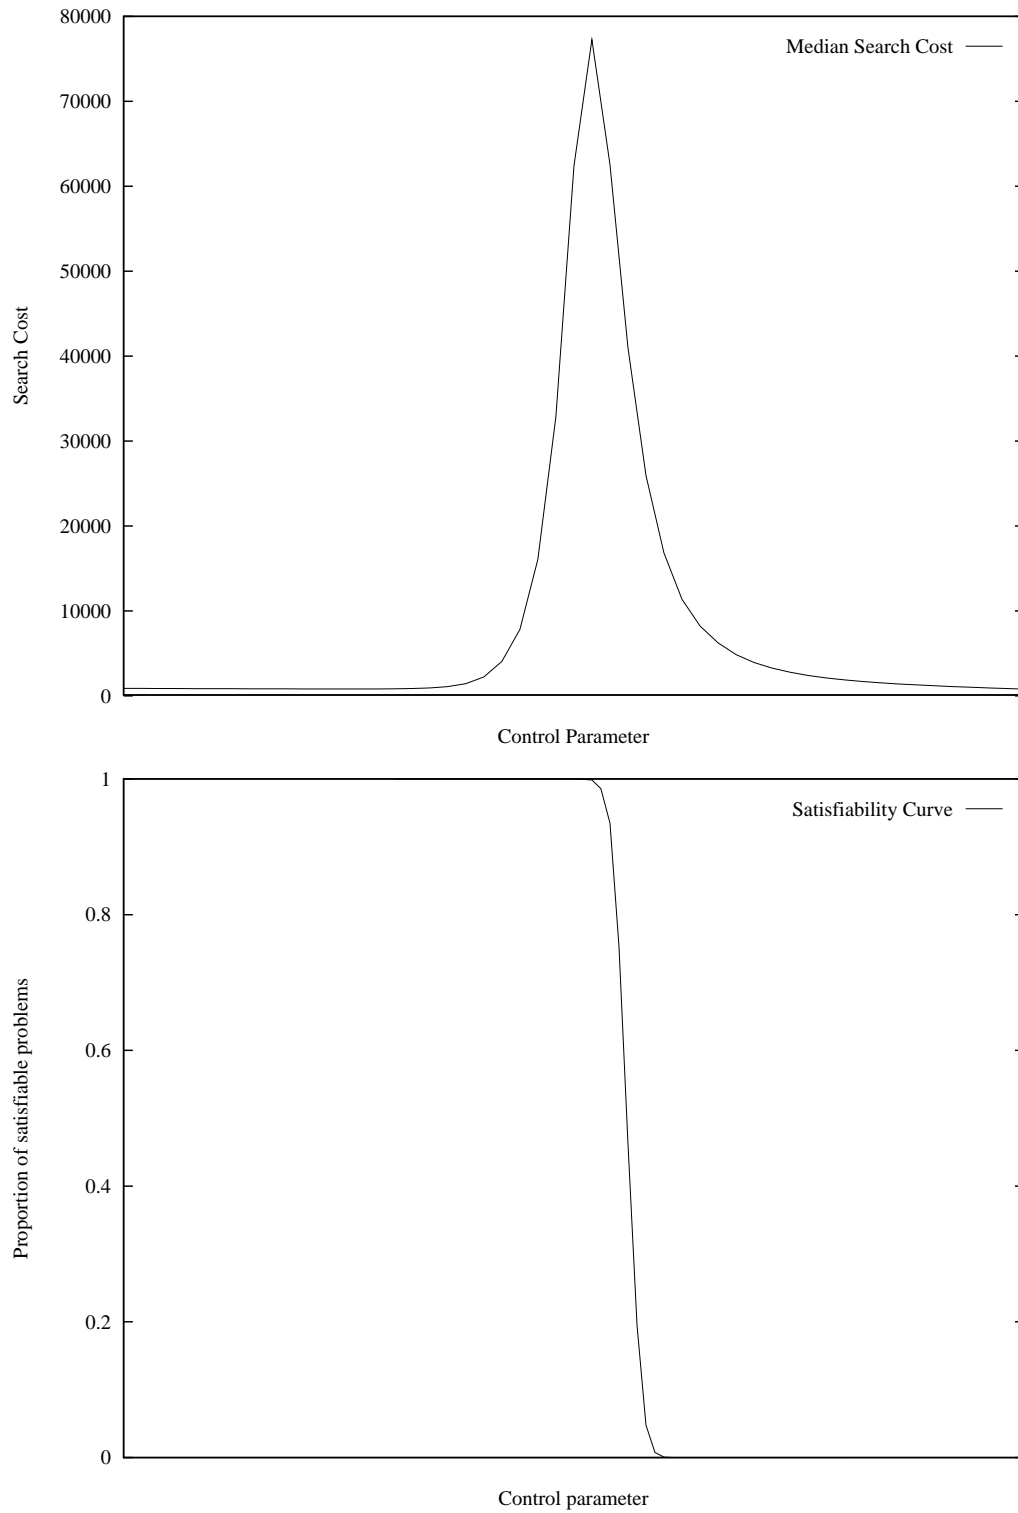 80000
Median Search Cost
70000
60000
50000
40000
30000
20000
10000
0
Search Cost
Control Parameter
1
Satisfiability Curve
0.8
0.6
0.4
0.2
0
Proportion of satisfiable problems
Control parameter